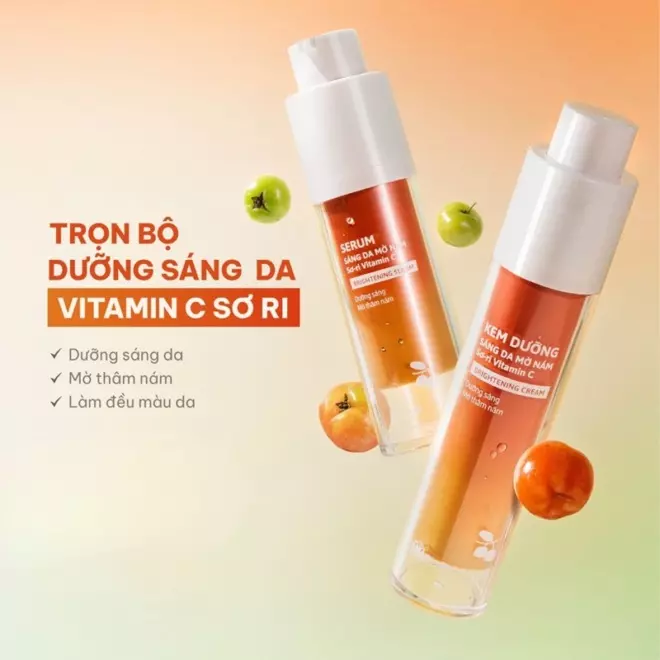 TRỌN BỘ
DƯỠNG SÁNG DA
VITAMIN C SƠ RI
✓ Dưỡng sáng da
✓ Mờ thâm nám
✓ Làm đều màu da
SERUM
SÁNG DA MỜ NÁM
Sơ-ri Vitamin C
BRIGHTENING SERUM
Dưỡng sáng
Mờ thâm nám
KEM DƯỠNG
SÁNG DA MỜ NÁM
Sơ-ri Vitamin C
BRIGHTENING CREAM
Dưỡng sáng
Mờ thâm nám